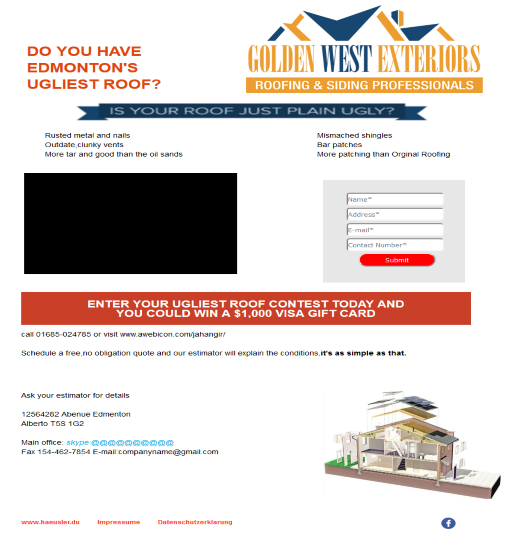 DO YOU HAVE
EDMONTON'S
UGLIEST ROOF?
GOLDEN WEST EXTERIORS
ROOFING & SIDING PROFESSIONALS
IS YOUR ROOF JUST PLAIN UGLY?
Rusted metal and nails
Outdate,clunky vents
More tar and good than the oil sands
Mismached shingles
Bar patches
More patching than Orginal Roofing
Name*
Address*
E-mail*
Contact Number*
Submit
ENTER YOUR UGLIEST ROOF CONTEST TODAY AND
YOU COULD WIN A $1,000 VISA GIFT CARD
call 01685-024785 or visit www.awebicon.com/jahangir/
Schedule a free,no obligation quote and our estimator will explain the conditions,it's as simple as that.
Ask your estimator for details
12564282 Abenue Edmonton
Alberto T5S 1G2
Main office: skype @@@@@@@@@@
Fax 154-462-7854 E-mail:companyname@gmail.com
www.haeusler.du Impressume Datenschutzerklarung
f